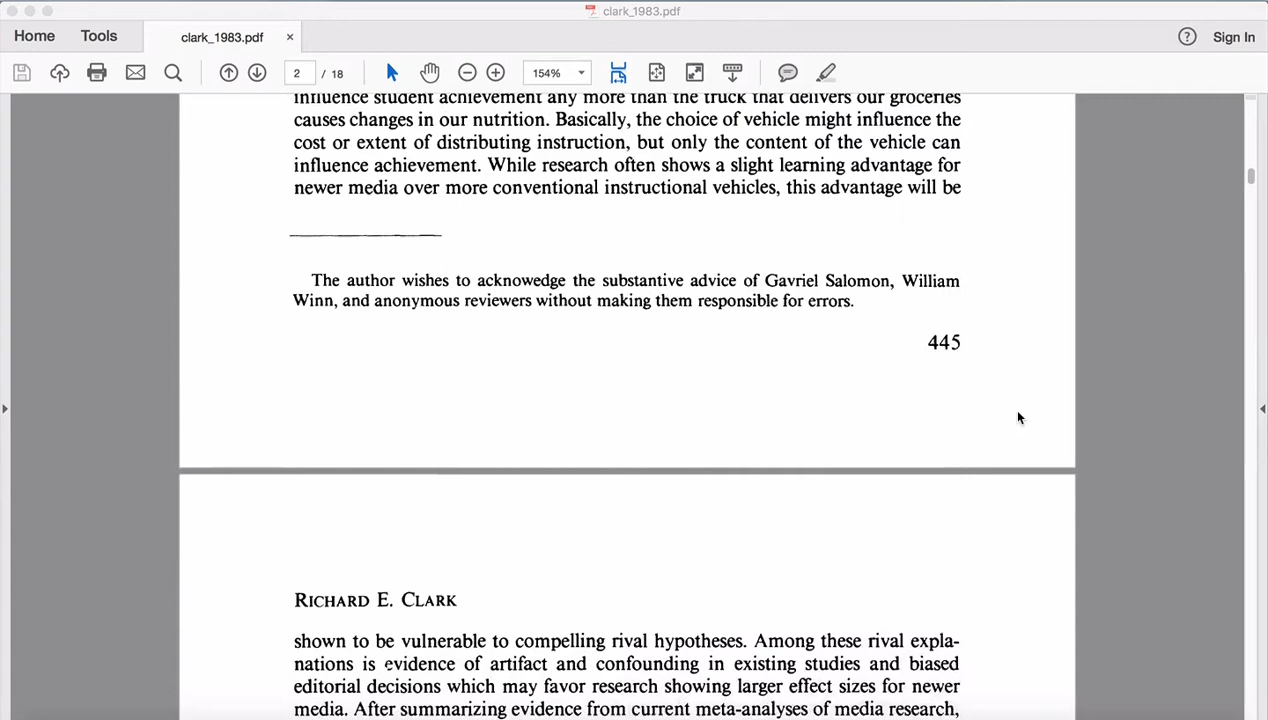 clark_1983.pdf
Home Tools clark_1983.pdf × ? Sign In
2 / 18 154%
influence student achievement any more than the truck that delivers our groceries
causes changes in our nutrition. Basically, the choice of vehicle might influence the
cost or extent of distributing instruction, but only the content of the vehicle can
influence achievement. While research often shows a slight learning advantage for
newer media over more conventional instructional vehicles, this advantage will be
The author wishes to acknowedge the substantive advice of Gavriel Salomon, William
Winn, and anonymous reviewers without making them responsible for errors.
445
RICHARD E. CLARK
shown to be vulnerable to compelling rival hypotheses. Among these rival expla-
nations is evidence of artifact and confounding in existing studies and biased
editorial decisions which may favor research showing larger effect sizes for newer
media. After summarizing evidence from current meta-analyses of media research,